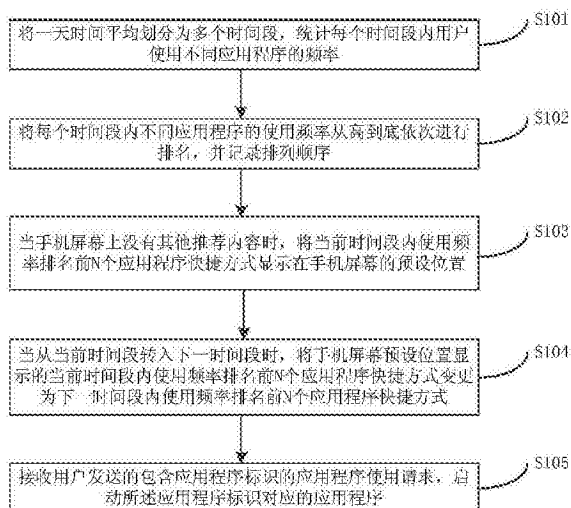 S101
将一天时间平均划分为多个时间段，统计每个时间段内用户
使用不同应用程序的频率
S102
将每个时间段内不同应用程序的使用频率从高到底依次进行
排名，并记录排列顺序
S103
当手机屏幕上没有其他推荐内容时，将当前时间段内使用频
率排名前N个应用程序快捷方式显示在手机屏幕的预设位置
S104
当从当前时间段转入下一时间段时，将手机屏幕预设位置显
示的当前时间段内使用频率排名前N个应用程序快捷方式变更
为下一时间段内使用频率排名前N个应用程序快捷方式
S105
接收用户发送的包含应用程序标识的应用程序使用请求，启
动所述应用程序标识对应的应用程序